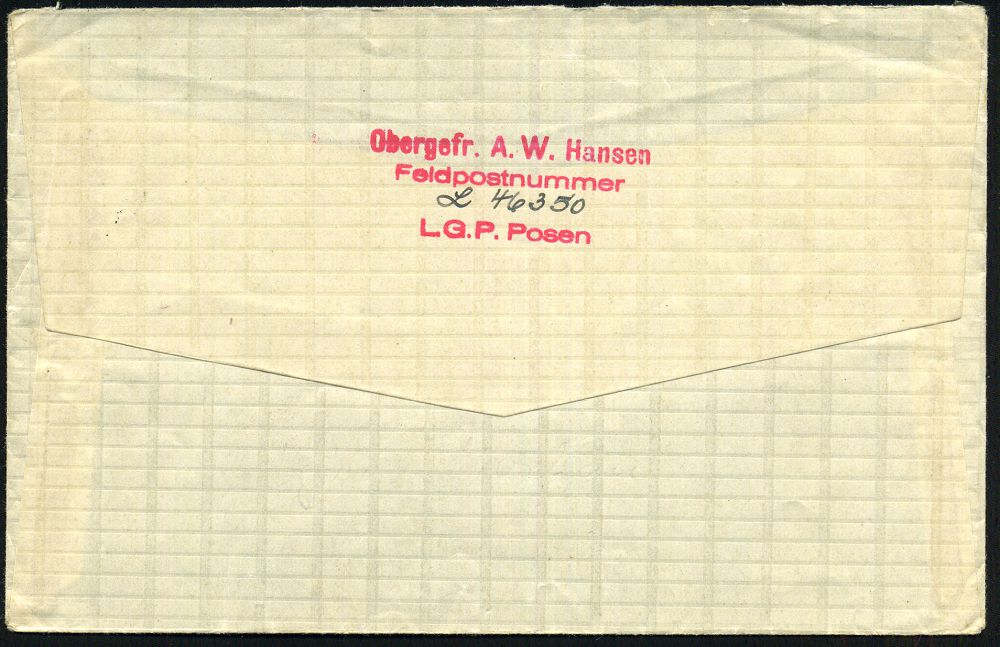 Obergefr. A. W. Hansen
Feldpostnummer
L 46350
L.G.P. Posen